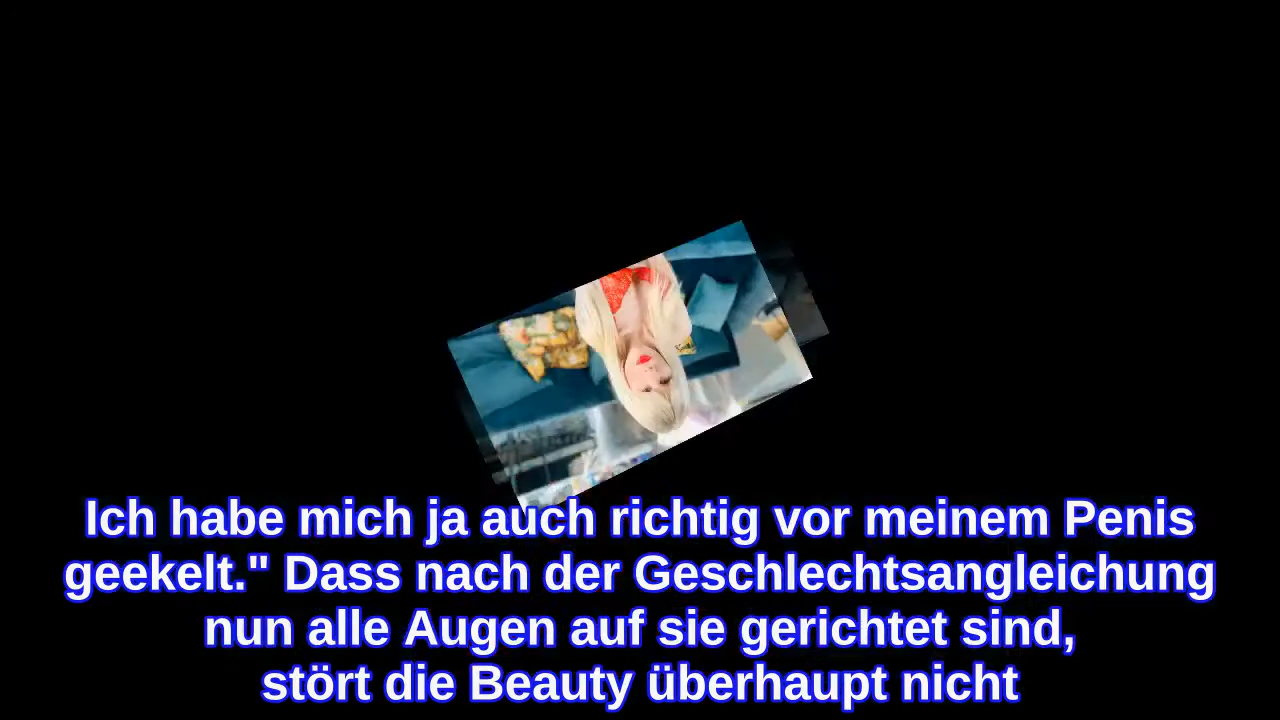 Ich habe mich ja auch richtig vor meinem Penis
geekelt." Dass nach der Geschlechtsangleichung
nun alle Augen auf sie gerichtet sind,
stört die Beauty überhaupt nicht